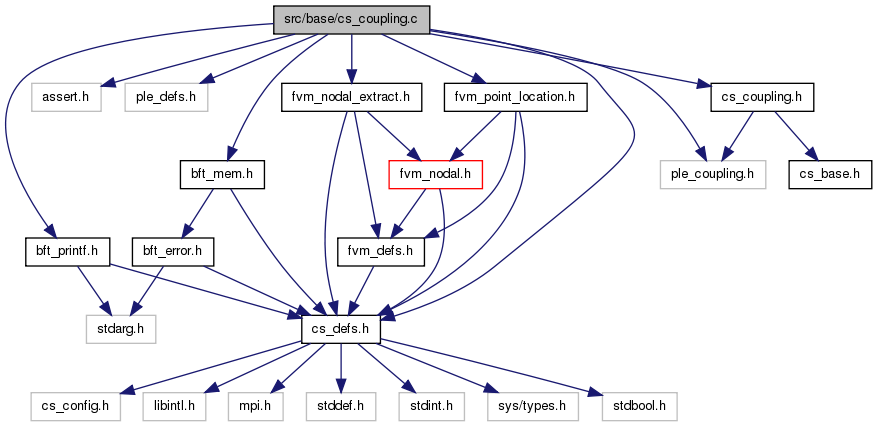 src/base/cs_coupling.c
assert.h
ple_defs.h
fvm_nodal_extract.h
fvm_point_location.h
cs_coupling.h
bft_mem.h
fvm_nodal.h
ple_coupling.h
cs_base.h
bft_printf.h
bft_error.h
fvm_defs.h
stdarg.h
cs_defs.h
cs_config.h
libintl.h
mpi.h
stddef.h
stdint.h
sys/types.h
stdbool.h